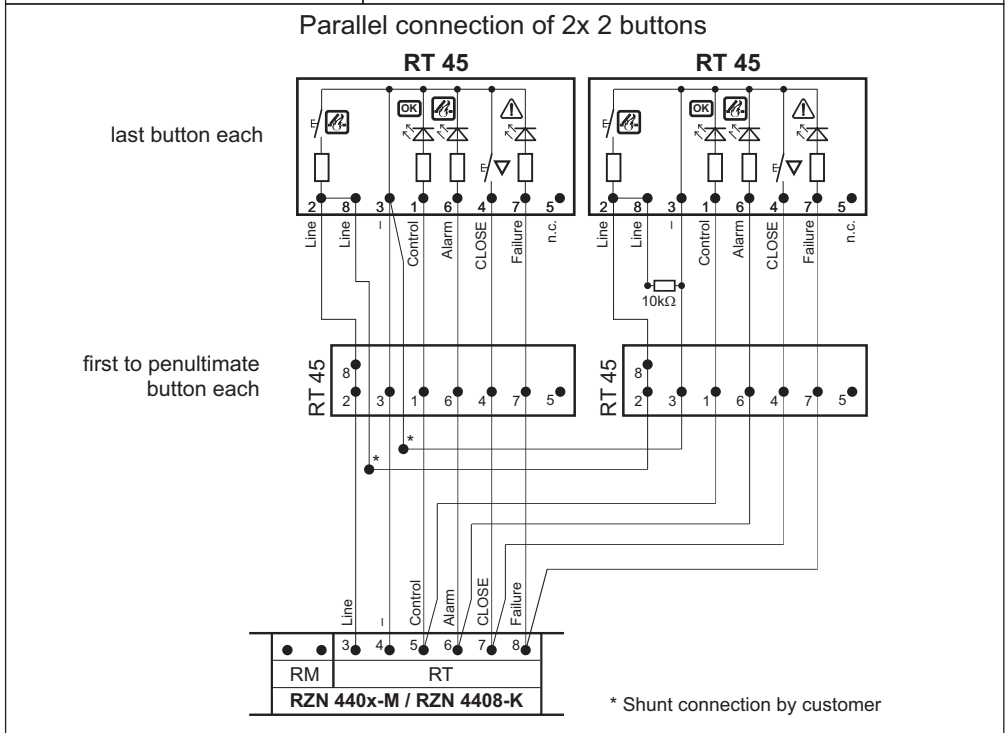 Parallel connection of 2x 2 buttons
RT 45 RT 45
OK OK
last button each
2 8 3 1 6 4 7 5 2 8 3 1 6 4 7 5
Line Line – Control Alarm CLOSE Failure n.c. Line Line – Control Alarm CLOSE Failure n.c.
10kΩ
first to penultimate
button each
RT 45 RT 45
8 8
2 3 1 6 4 7 5 2 3 1 6 4 7 5
*
*
Line – Control Alarm CLOSE Failure
3 4 5 6 7 8
RM RT
RZN 440x-M / RZN 4408-K
* Shunt connection by customer